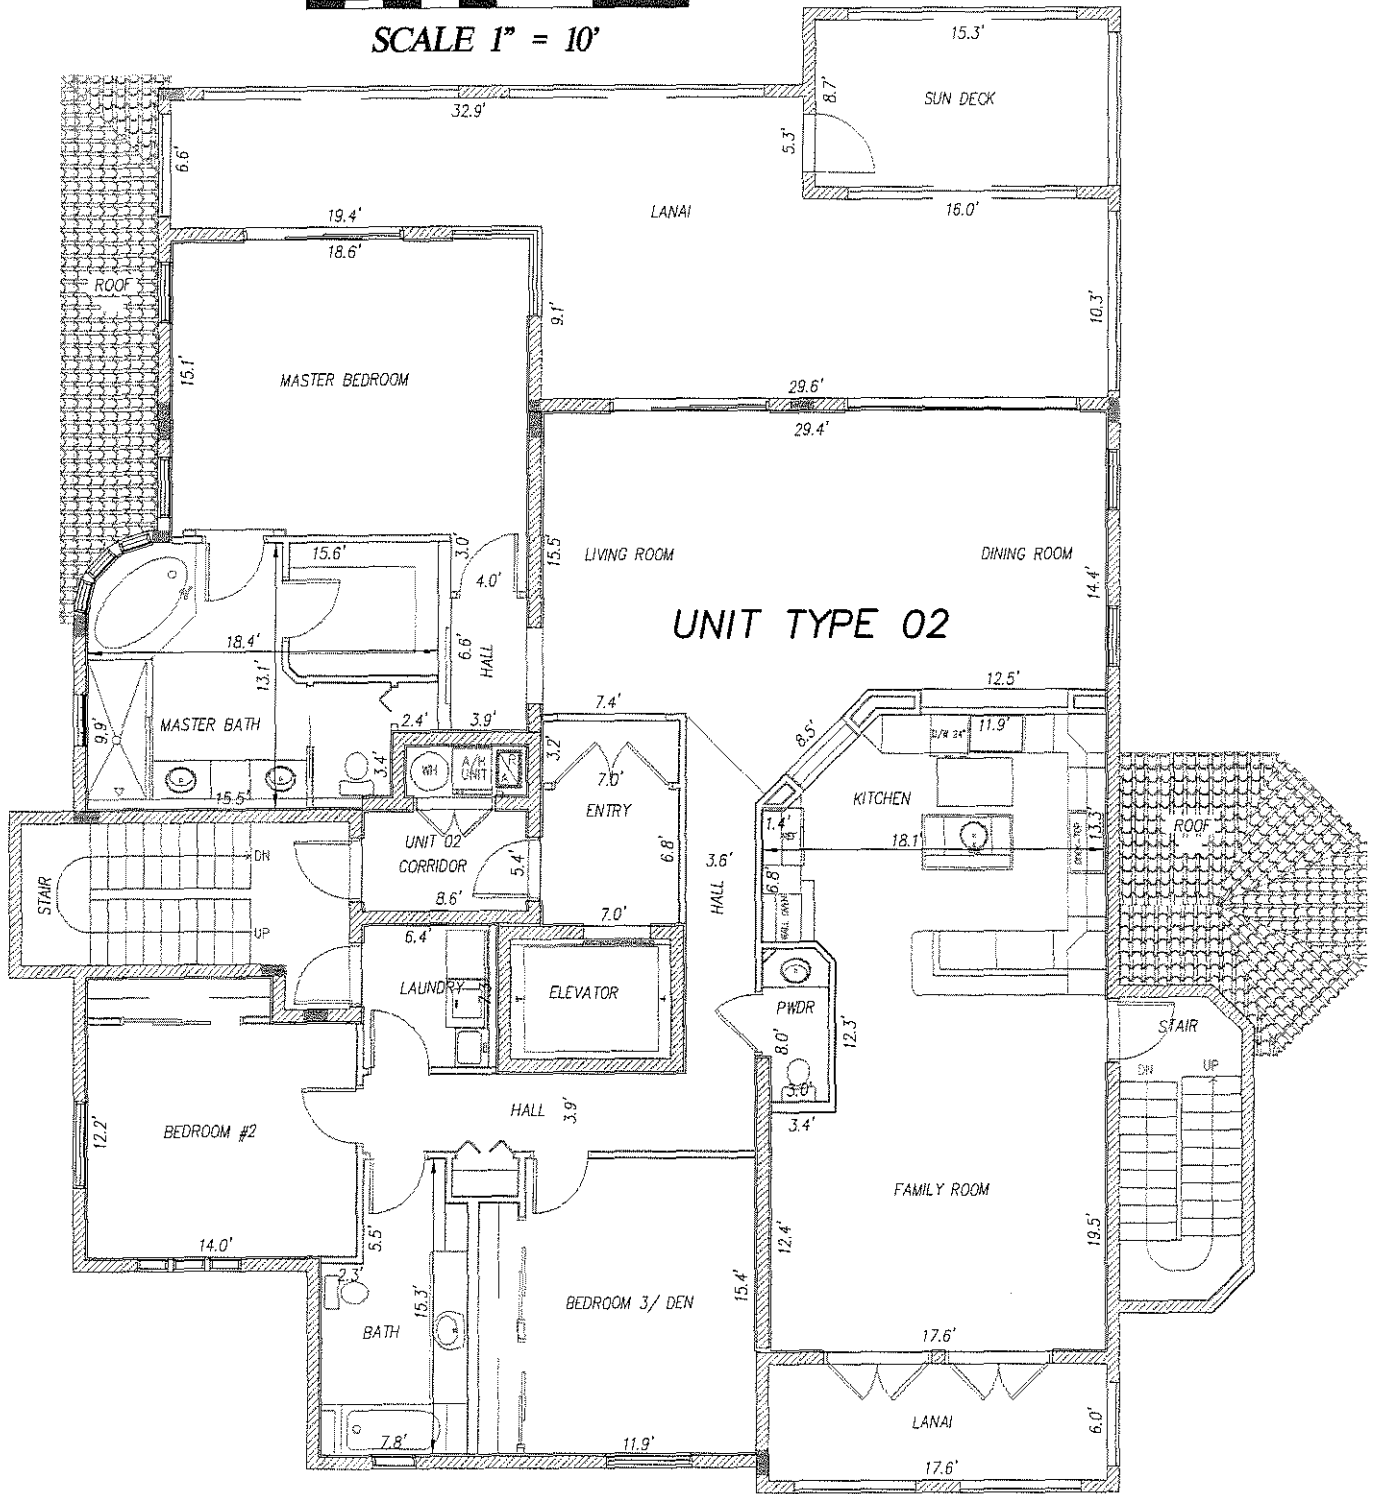 SCALE 1" = 10'
15.3'
8.7'
SUN DECK
32.9'
5.3'
6.6'
19.4'
LANAI
16.0'
18.6'
ROOF
9.1'
10.3'
15.1'
MASTER BEDROOM
29.6'
29.4'
15.6'
3.0'
15.5'
LIVING ROOM
DINING ROOM
4.0'
14.4'
UNIT TYPE 02
18.4'
6.6'
HALL
13.1'
12.5'
7.4'
MASTER BATH
2.4'
3.9'
8.5'
D/W 24"
11.9'
9.9'
3.2'
3.4'
WH
A/H
UNIT
7.0'
KITCHEN
15.5'
ENTRY
1.4'
13.3'
ROOF
UNIT 02
CORRIDOR
5.4'
6.8'
3.6'
18.1'
COOK TOP
DN
STAIR
8.6'
HALL
6.8'
WALL OVEN
UP
6.4'
7.0'
LAUNDRY
ELEVATOR
PWDR
STAIR
8.0'
12.3'
DN
UP
3.0'
HALL
3.9'
3.4'
12.2'
BEDROOM #2
FAMILY ROOM
14.0'
5.5'
12.4'
19.5'
2.3'
15.3'
BEDROOM 3/ DEN
15.4'
BATH
17.6'
LANAI
6.0'
7.8'
11.9'
17.6'